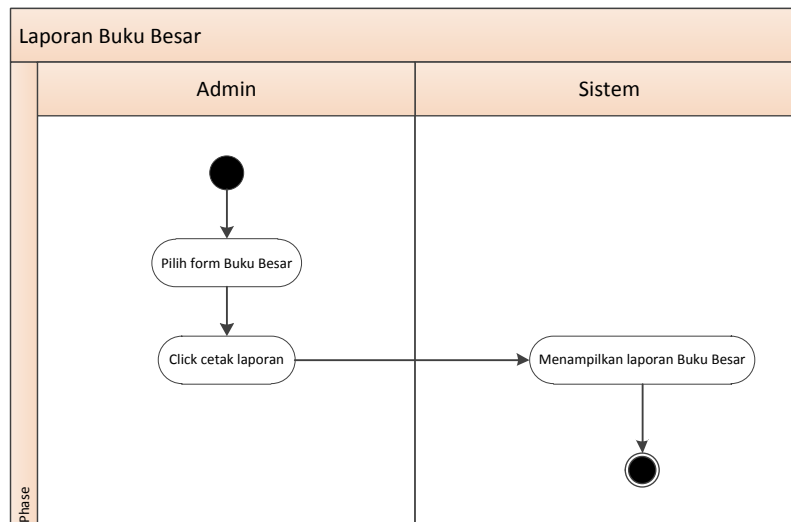 Laporan Buku Besar
Admin
Sistem
Pilih form Buku Besar
Click cetak laporan
Menampilkan laporan Buku Besar
Phase